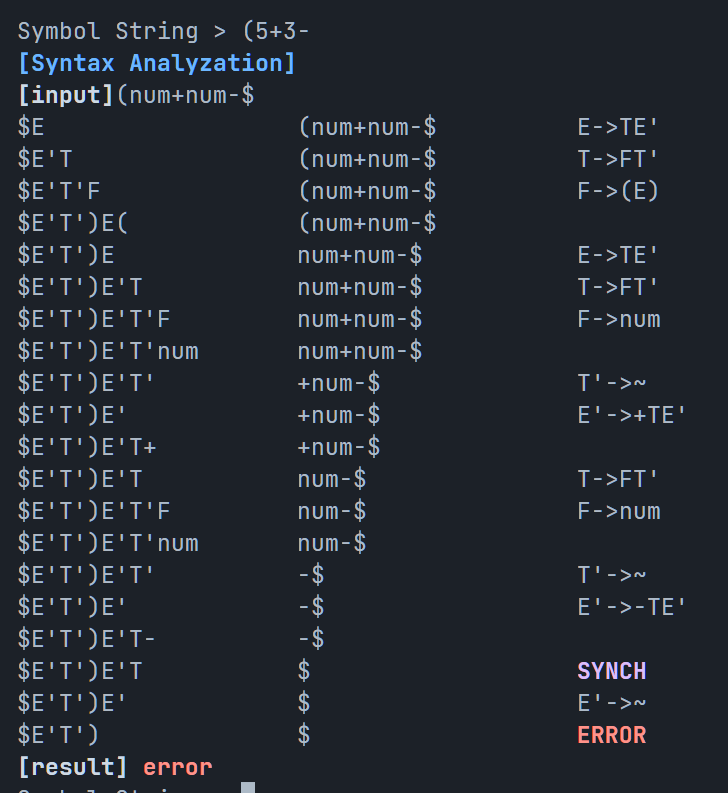 Symbol String > (5+3-
[Syntax Analyzation]
[input](num+num-$
$E (num+num-$ E->TE'
$E'T (num+num-$ T->FT'
$E'T'F (num+num-$ F->(E)
$E'T')E( (num+num-$
$E'T')E num+num-$ E->TE'
$E'T')E'T num+num-$ T->FT'
$E'T')E'T'F num+num-$ F->num
$E'T')E'T'num num+num-$
$E'T')E'T' +num-$ T'->~
$E'T')E' +num-$ E'->+TE'
$E'T')E'T+ +num-$
$E'T')E'T num-$ T->FT'
$E'T')E'T'F num-$ F->num
$E'T')E'T'num num-$
$E'T')E'T' -$ T'->~
$E'T')E' -$ E'->-TE'
$E'T')E'T- -$
$E'T')E'T $ SYNCH
$E'T')E' $ E'->~
$E'T') $ ERROR
[result] error